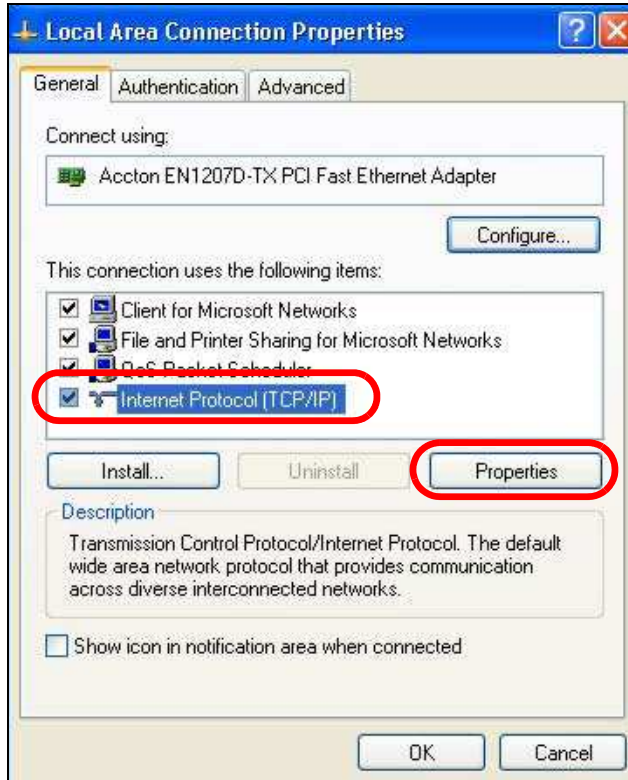 Local Area Connection Properties
General Authentication Advanced
Connect using:
Accton EN1207D-TX PCI Fast Ethernet Adapter
Configure...
This connection uses the following items:
Client for Microsoft Networks
File and Printer Sharing for Microsoft Networks
QoS Packet Scheduler
Internet Protocol (TCP/IP)
Install... Uninstall Properties
Description
Transmission Control Protocol/Internet Protocol. The default
wide area network protocol that provides communication
across diverse interconnected networks.
Show icon in notification area when connected
OK Cancel